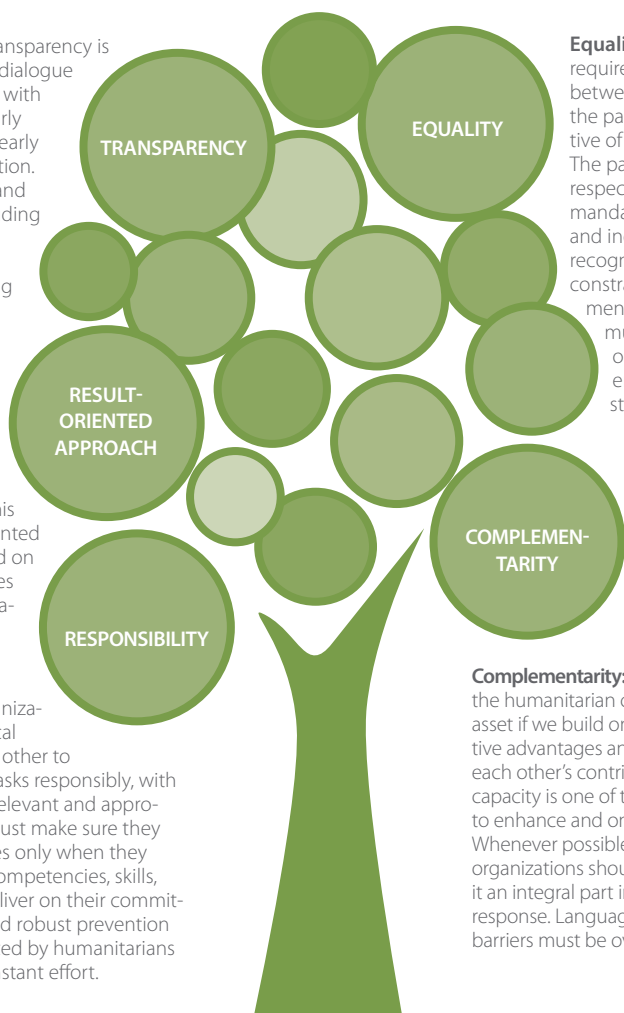 ansparency is
dialogue
with
rly
early
tion.
and
ding
g
TRANSPARENCY
EQUALITY
Equali
require
between
the pa
tive of
The pa
respec
manda
and in
recogn
constra
men
mu
o
e
st
RESULT-
ORIENTED
APPROACH
his
nted
d on
es
a-
COMPLEMEN-
TARITY
RESPONSIBILITY
niza-
cal
other to
asks responsibly, with
elevant and appro-
ust make sure they
es only when they
ompetencies, skills,
liver on their commit-
d robust prevention
ed by humanitarians
nstant effort.
Complementarity:
the humanitarian c
asset if we build on
tive advantages an
each other's contri
capacity is one of t
to enhance and on
Whenever possible
organizations shou
it an integral part i
response. Languag
barriers must be ov